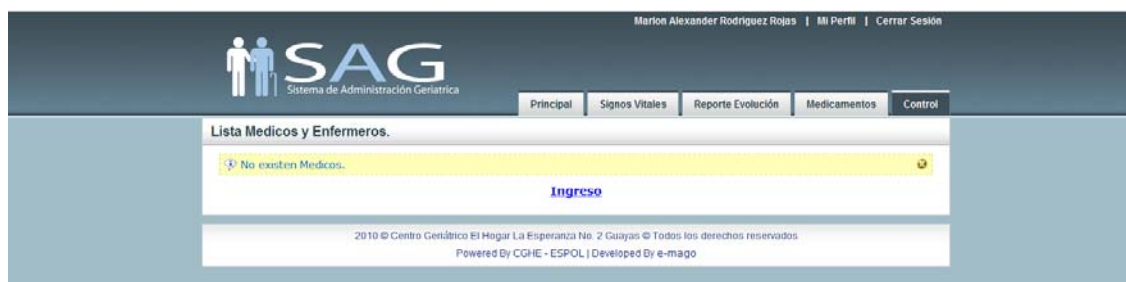 Marlon Alexander Rodriguez Rojas | Mi Perfil | Cerrar Sesión
SAG
Sistema de Administración Geriatrica
Principal Signos Vitales Reporte Evolución Medicamentos Control
Lista Medicos y Enfermeros.
No existen Medicos.
Ingreso
2010 © Centro Geriátrico El Hogar La Esperanza No. 2 Guayas © Todos los derechos reservados
Powered By CGHE - ESPOL | Developed By e-mago